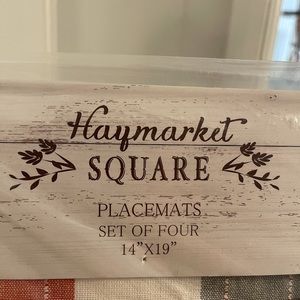 Haymarket
SQUARE
PLACEMATS
SET OF FOUR
14"X19"